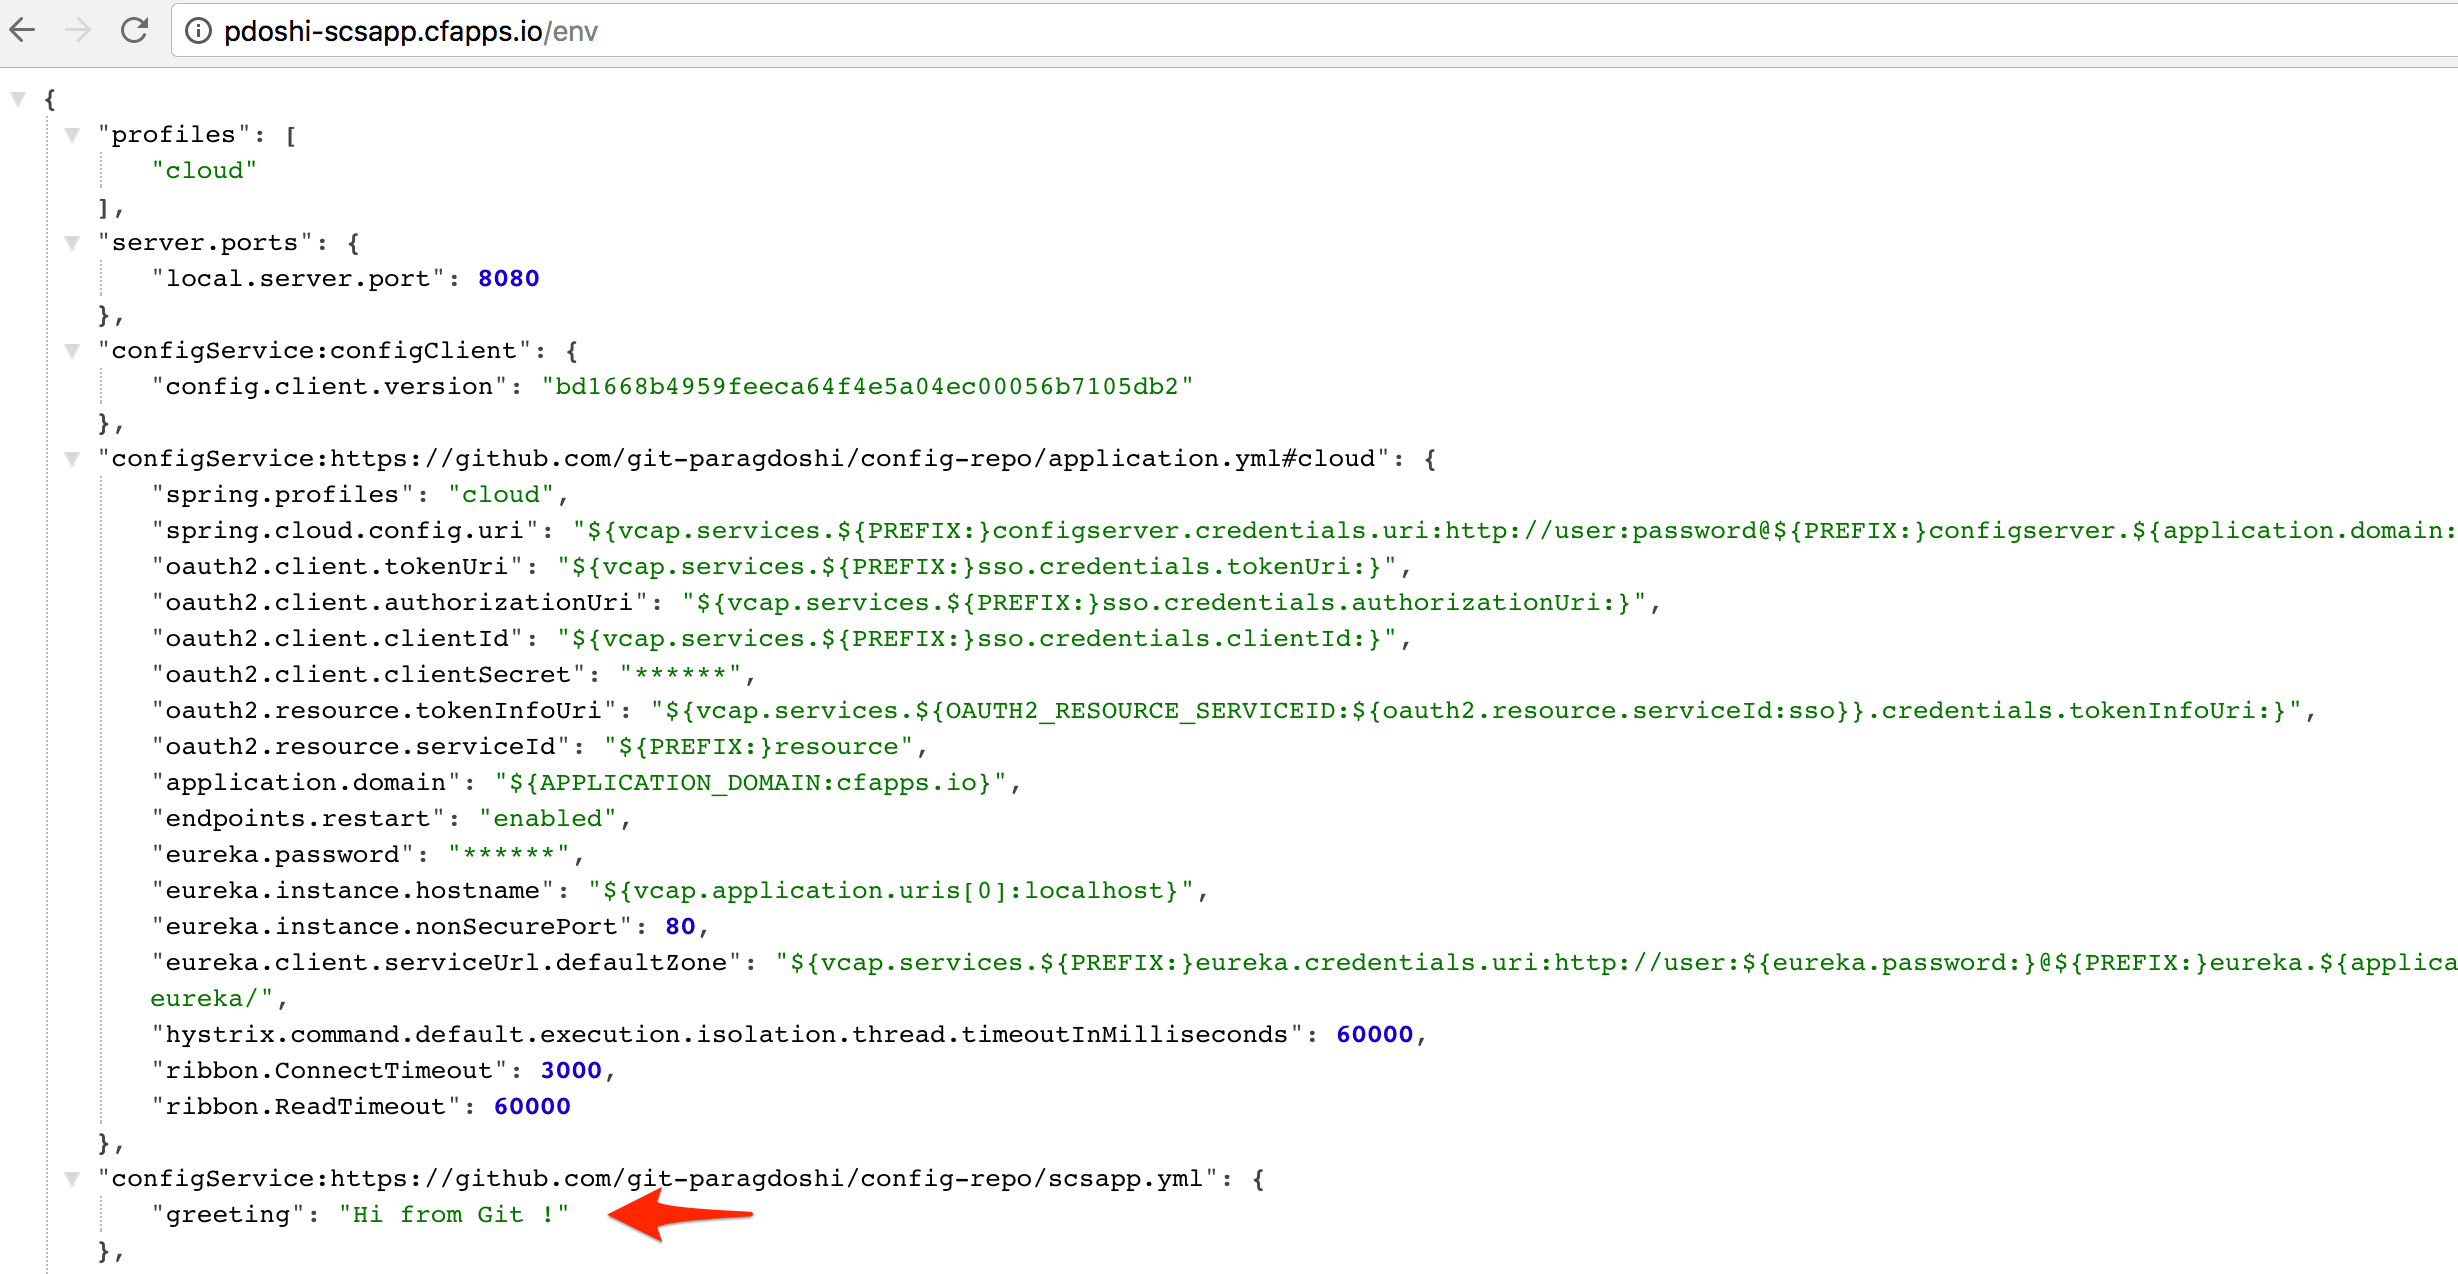 pdoshi-scsapp.cfapps.io/env
{
"profiles": [
"cloud"
],
"server.ports": {
"local.server.port": 8080
},
"configService:configClient": {
"config.client.version": "bd1668b4959feeca64f4e5a04ec00056b7105db2"
},
"configService:https://github.com/git-paragdoshi/config-repo/application.yml#cloud": {
"spring.profiles": "cloud",
"spring.cloud.config.uri": "${vcap.services.${PREFIX:}configserver.credentials.uri:http://user:password@${PREFIX:}configserver.${application.domain:
"oauth2.client.tokenUri": "${vcap.services.${PREFIX:}sso.credentials.tokenUri:}",
"oauth2.client.authorizationUri": "${vcap.services.${PREFIX:}sso.credentials.authorizationUri:}",
"oauth2.client.clientId": "${vcap.services.${PREFIX:}sso.credentials.clientId:}",
"oauth2.client.clientSecret": "******",
"oauth2.resource.tokenInfoUri": "${vcap.services.${OAUTH2_RESOURCE_SERVICEID:${oauth2.resource.serviceId:sso}}.credentials.tokenInfoUri:}",
"oauth2.resource.serviceId": "${PREFIX:}resource",
"application.domain": "${APPLICATION_DOMAIN:cfapps.io}",
"endpoints.restart": "enabled",
"eureka.password": "******",
"eureka.instance.hostname": "${vcap.application.uris[0]:localhost}",
"eureka.instance.nonSecurePort": 80,
"eureka.client.serviceUrl.defaultZone": "${vcap.services.${PREFIX:}eureka.credentials.uri:http://user:${eureka.password:}@${PREFIX:}eureka.${applica
eureka/",
"hystrix.command.default.execution.isolation.thread.timeoutInMilliseconds": 60000,
"ribbon.ConnectTimeout": 3000,
"ribbon.ReadTimeout": 60000
},
"configService:https://github.com/git-paragdoshi/config-repo/scsapp.yml": {
"greeting": "Hi from Git !"
},